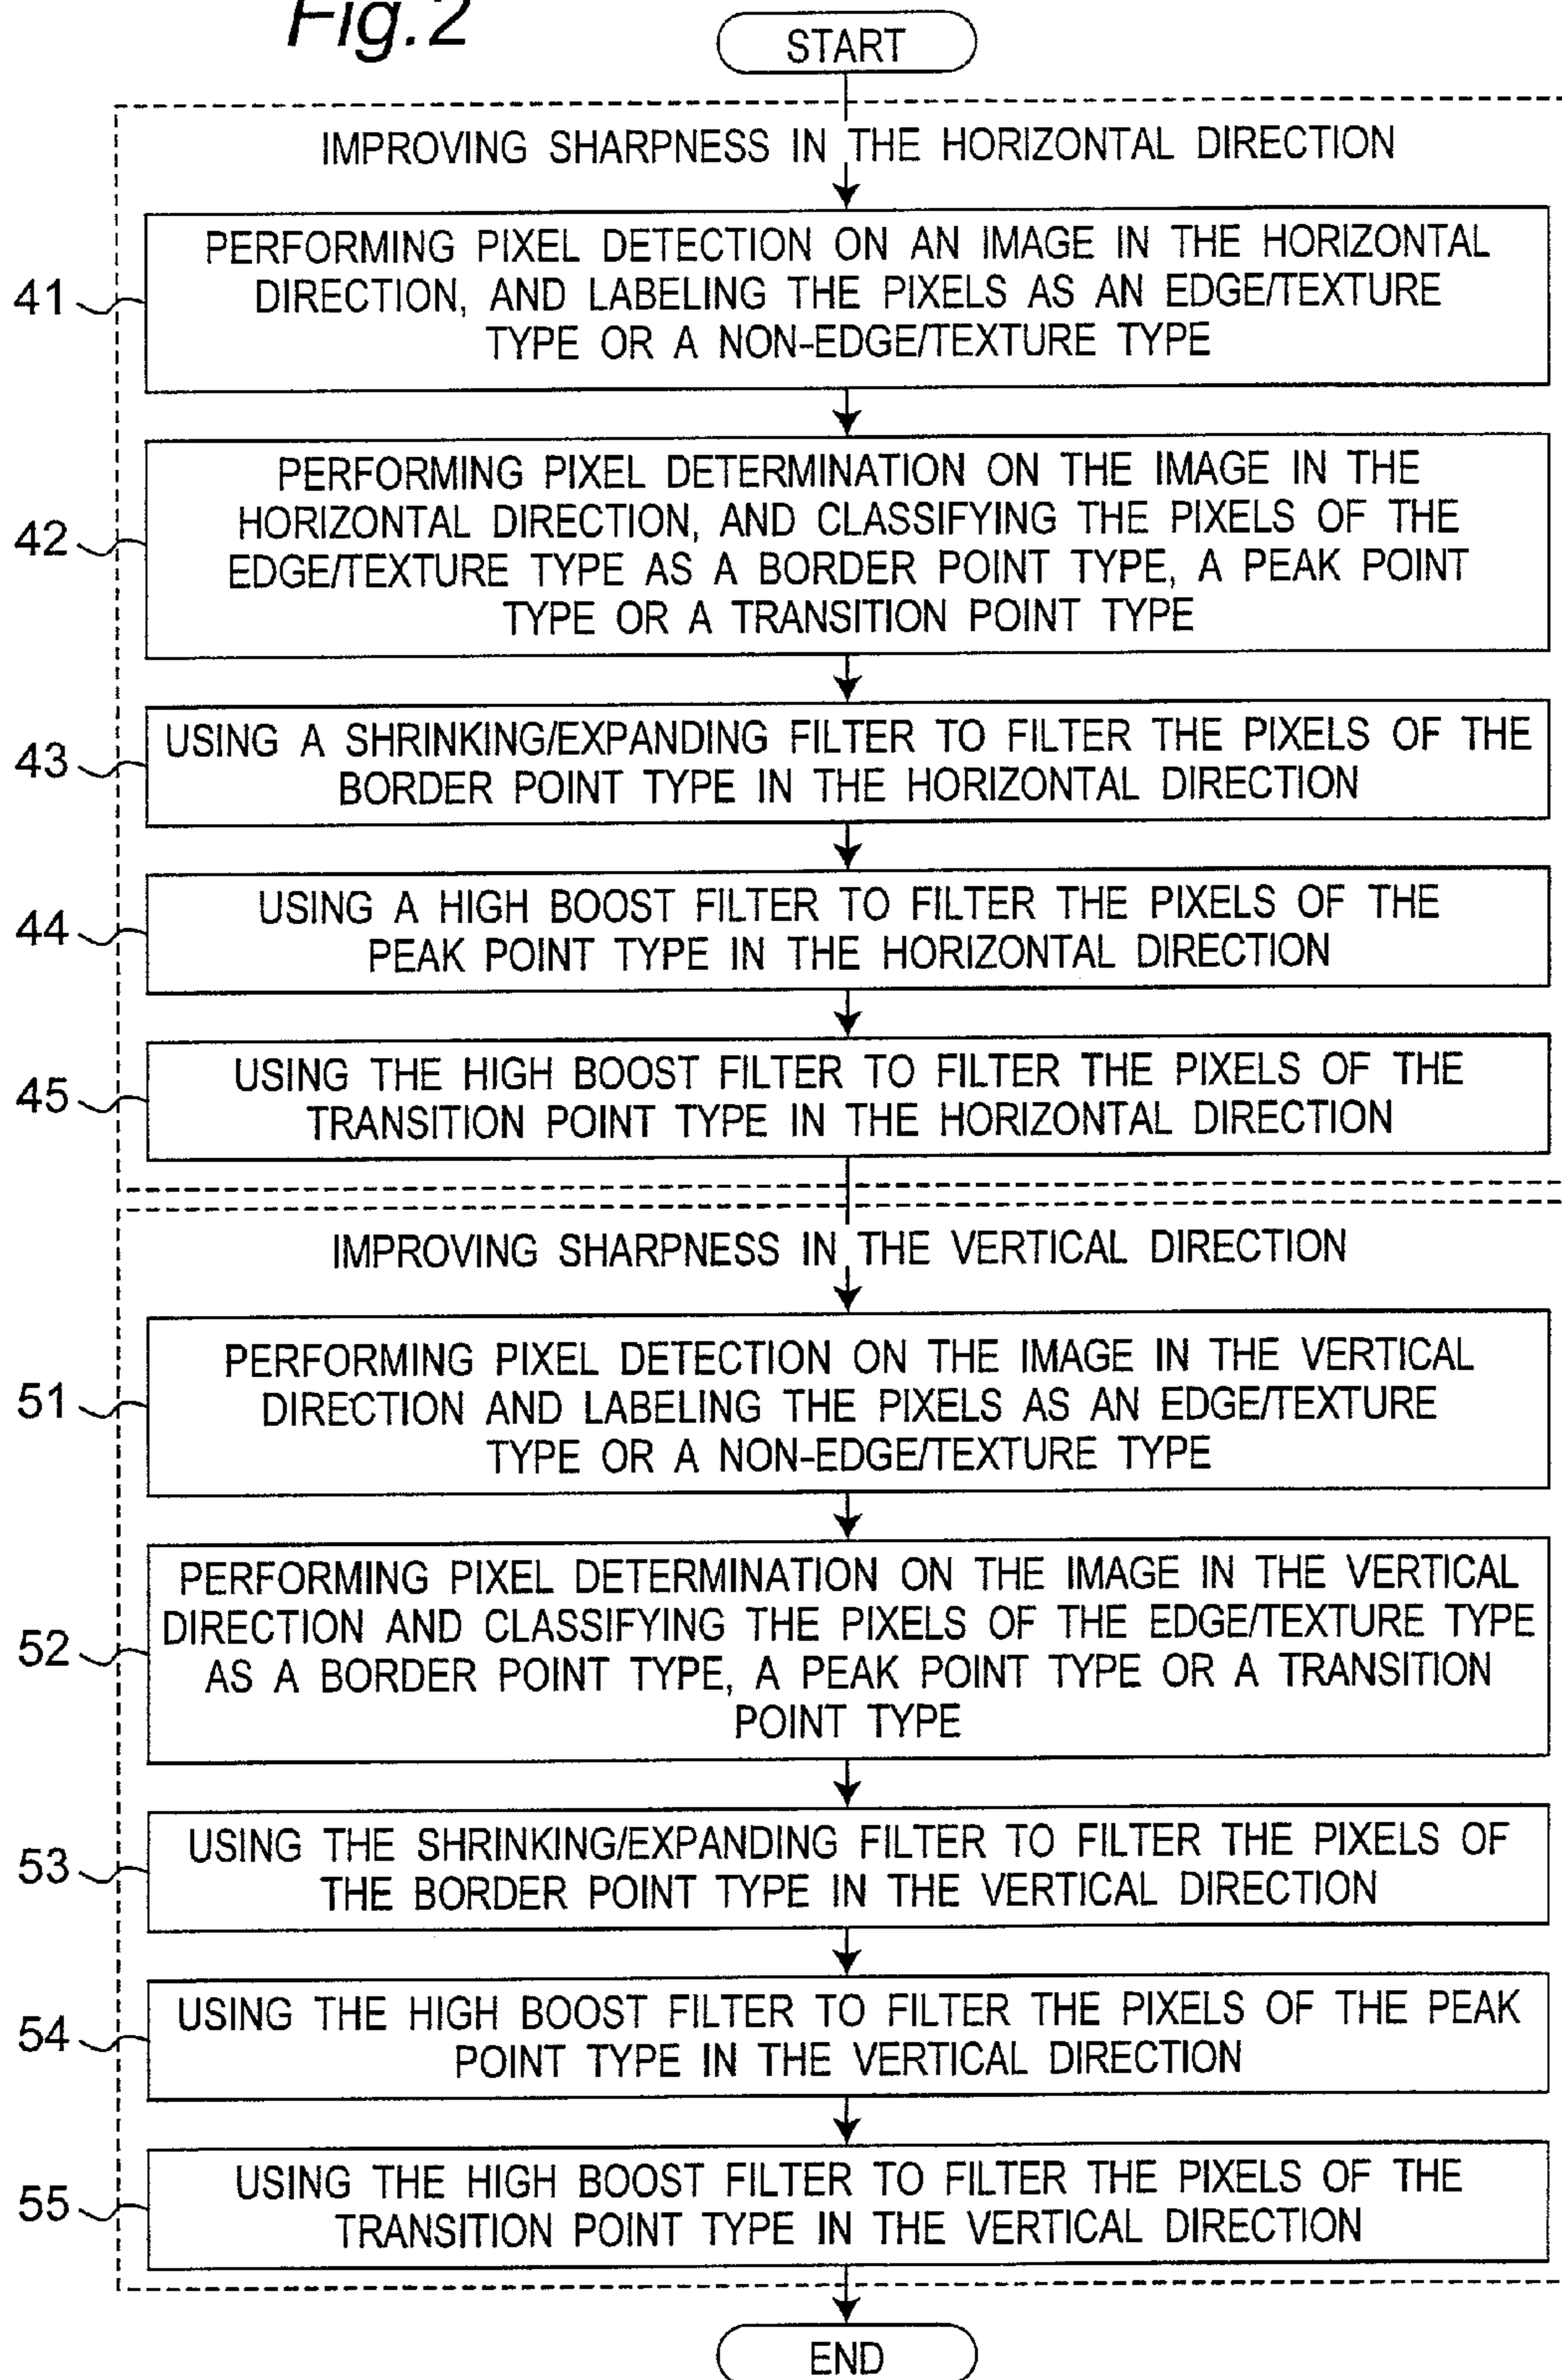 Fig.2
START
IMPROVING SHARPNESS IN THE HORIZONTAL DIRECTION
41
PERFORMING PIXEL DETECTION ON AN IMAGE IN THE HORIZONTAL
DIRECTION, AND LABELING THE PIXELS AS AN EDGE/TEXTURE
TYPE OR A NON-EDGE/TEXTURE TYPE
42
PERFORMING PIXEL DETERMINATION ON THE IMAGE IN THE
HORIZONTAL DIRECTION, AND CLASSIFYING THE PIXELS OF THE
EDGE/TEXTURE TYPE AS A BORDER POINT TYPE, A PEAK POINT
TYPE OR A TRANSITION POINT TYPE
43
USING A SHRINKING/EXPANDING FILTER TO FILTER THE PIXELS OF THE
BORDER POINT TYPE IN THE HORIZONTAL DIRECTION
44
USING A HIGH BOOST FILTER TO FILTER THE PIXELS OF THE
PEAK POINT TYPE IN THE HORIZONTAL DIRECTION
45
USING THE HIGH BOOST FILTER TO FILTER THE PIXELS OF THE
TRANSITION POINT TYPE IN THE HORIZONTAL DIRECTION
IMPROVING SHARPNESS IN THE VERTICAL DIRECTION
51
PERFORMING PIXEL DETECTION ON THE IMAGE IN THE VERTICAL
DIRECTION AND LABELING THE PIXELS AS AN EDGE/TEXTURE
TYPE OR A NON-EDGE/TEXTURE TYPE
52
PERFORMING PIXEL DETERMINATION ON THE IMAGE IN THE VERTICAL
DIRECTION AND CLASSIFYING THE PIXELS OF THE EDGE/TEXTURE TYPE
AS A BORDER POINT TYPE, A PEAK POINT TYPE OR A TRANSITION
POINT TYPE
53
USING THE SHRINKING/EXPANDING FILTER TO FILTER THE PIXELS OF
THE BORDER POINT TYPE IN THE VERTICAL DIRECTION
54
USING THE HIGH BOOST FILTER TO FILTER THE PIXELS OF THE PEAK
POINT TYPE IN THE VERTICAL DIRECTION
55
USING THE HIGH BOOST FILTER TO FILTER THE PIXELS OF THE
TRANSITION POINT TYPE IN THE VERTICAL DIRECTION
END